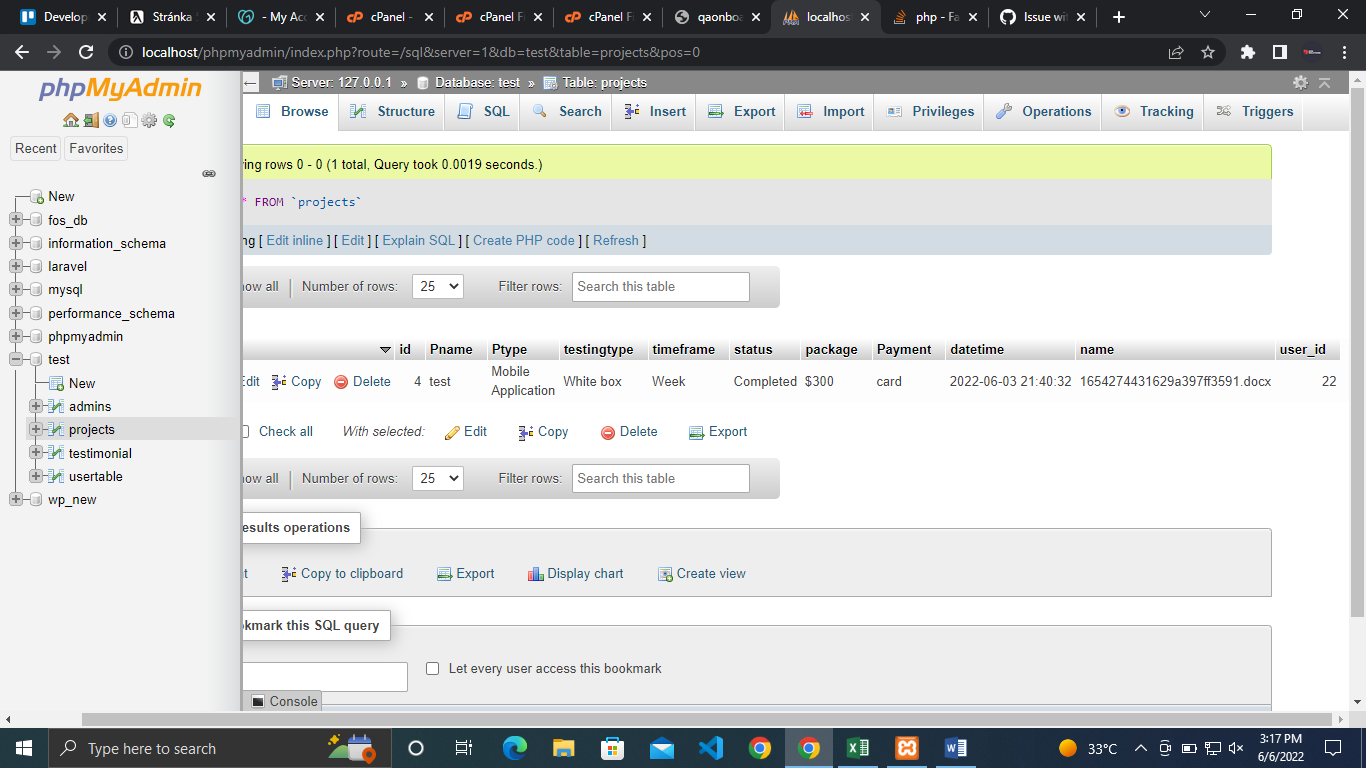 Develop
Stránka
- My Acc
cPanel -
cPanel F
cPanel F
qaonboa
localhos
php - Fa
Issue wit
localhost/phpmyadmin/index.php?route=/sql&server=1&db=test&table=projects&pos=0
phpMyAdmin
Recent Favorites
New
fos_db
information_schema
laravel
mysql
performance_schema
phpmyadmin
test
New
admins
projects
testimonial
usertable
wp_new
Server: 127.0.0.1 » Database: test » Table: projects
Browse Structure SQL Search Insert Export Import Privileges Operations Tracking Triggers
ing rows 0 - 0 (1 total, Query took 0.0019 seconds.)
* FROM `projects`
ng [ Edit inline ] [ Edit ] [ Explain SQL ] [ Create PHP code ] [ Refresh ]
ow all Number of rows: 25 Filter rows: Search this table
id Pname Ptype testingtype timeframe status package Payment datetime name user_id
Edit Copy Delete 4 test Mobile Application White box Week Completed $300 card 2022-06-03 21:40:32 1654274431629a397ff3591.docx 22
Check all With selected: Edit Copy Delete Export
ow all Number of rows: 25 Filter rows: Search this table
esults operations
t Copy to clipboard Export Display chart Create view
kmark this SQL query
Let every user access this bookmark
Console
Type here to search
33°C
3:17 PM
6/6/2022